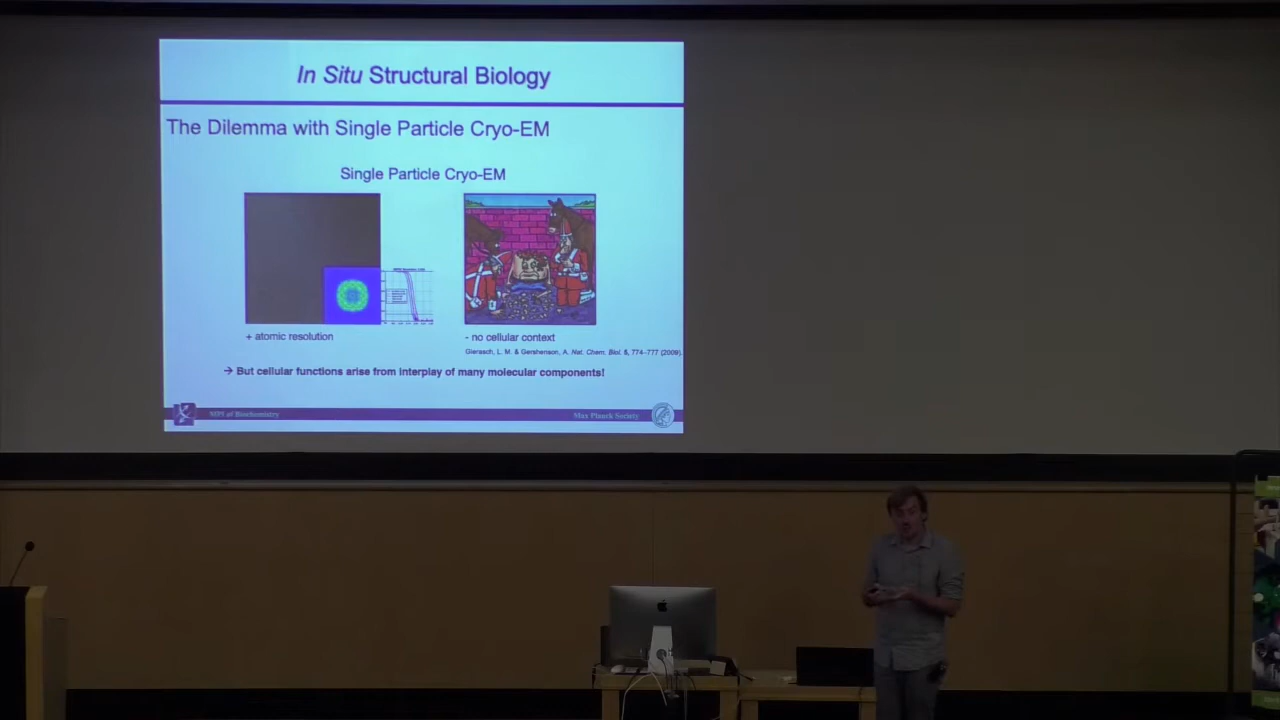 In Situ Structural Biology
The Dilemma with Single Particle Cryo-EM
Single Particle Cryo-EM
+ atomic resolution
- no cellular context
Gierasch, L. M. & Gershenson, A. Nat. Chem. Biol. 5, 774–777 (2009).
→ But cellular functions arise from interplay of many molecular components!
MPI of Biochemistry
Max Planck Society